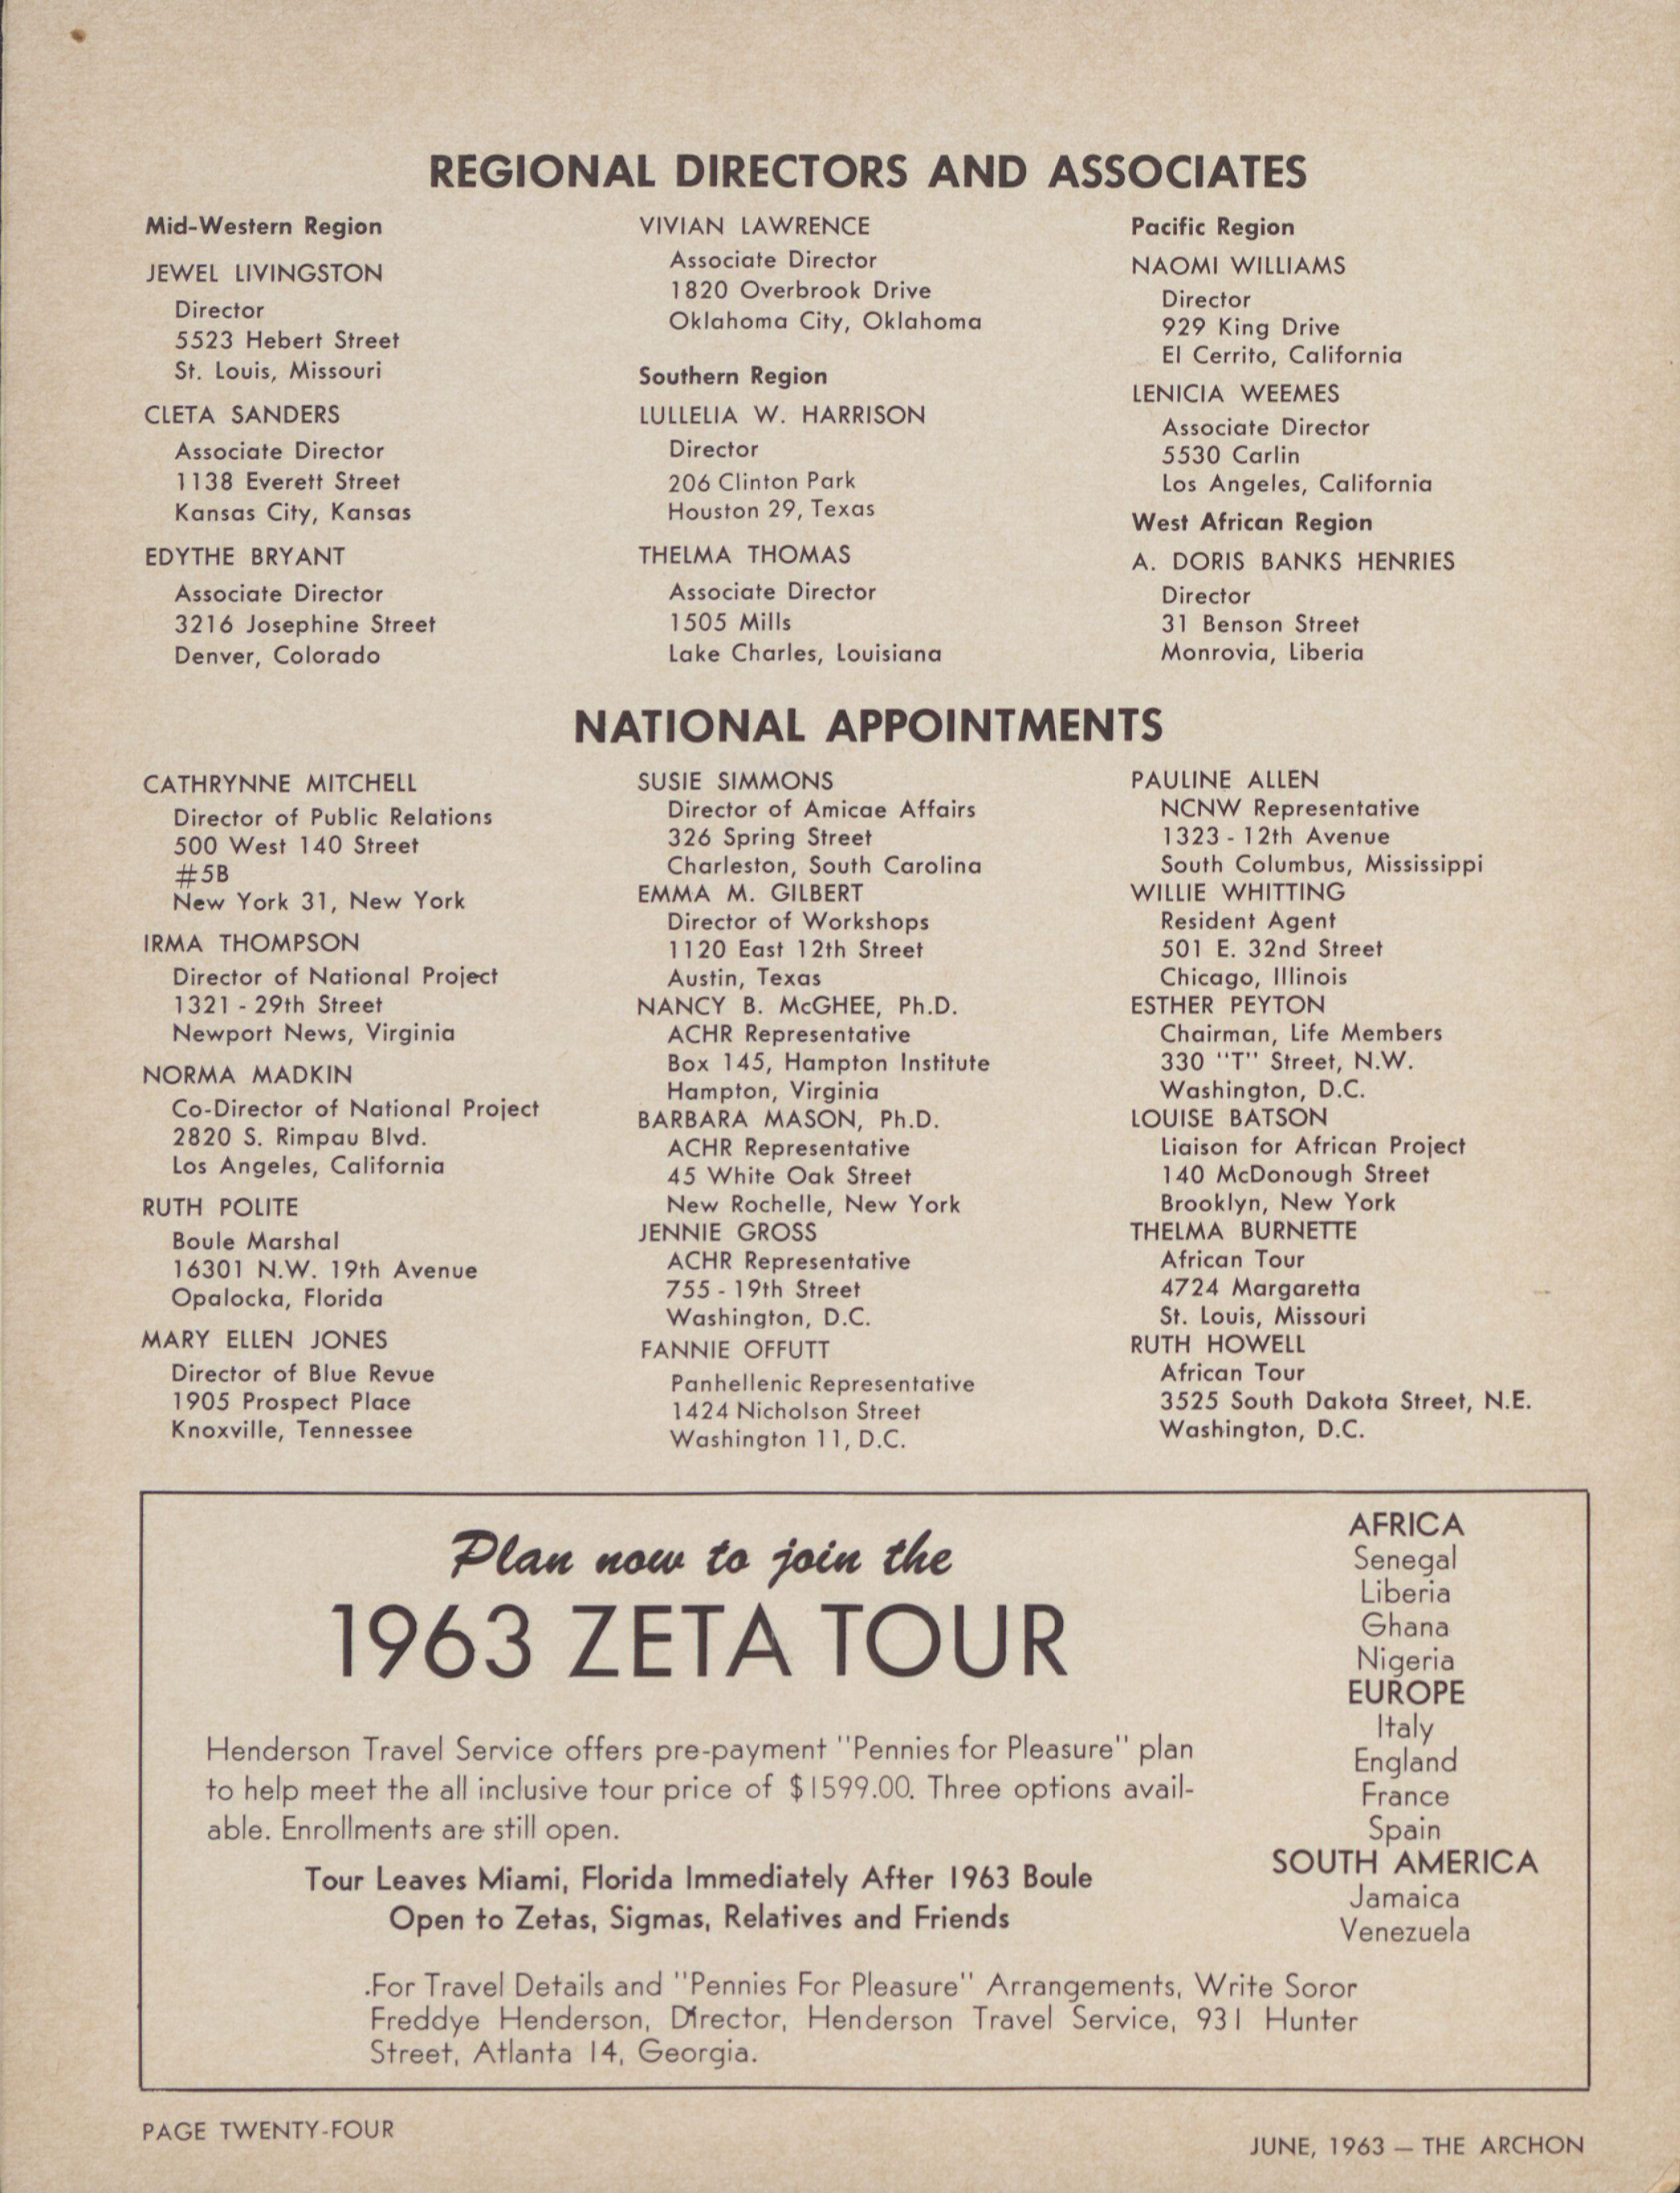 REGIONAL DIRECTORS AND ASSOCIATES
Mid-Western Region
JEWEL LIVINGSTON
Director
5523 Hebert Street
St. Louis, Missouri
CLETA SANDERS
Associate Director
1138 Everett Street
Kansas City, Kansas
EDYTHE BRYANT
Associate Director
3216 Josephine Street
Denver, Colorado
VIVIAN LAWRENCE
Associate Director
1820 Overbrook Drive
Oklahoma City, Oklahoma
Southern Region
LULLELIA W. HARRISON
Director
206 Clinton Park
Houston 29, Texas
THELMA THOMAS
Associate Director
1505 Mills
Lake Charles, Louisiana
Pacific Region
NAOMI WILLIAMS
Director
929 King Drive
El Cerrito, California
LENICIA WEEMES
Associate Director
5530 Carlin
Los Angeles, California
West African Region
A. DORIS BANKS HENRIES
Director
31 Benson Street
Monrovia, Liberia
NATIONAL APPOINTMENTS
CATHRYNNE MITCHELL
Director of Public Relations
500 West 140 Street
#5B
New York 31, New York
IRMA THOMPSON
Director of National Project
1321 - 29th Street
Newport News, Virginia
NORMA MADKIN
Co-Director of National Project
2820 S. Rimpau Blvd.
Los Angeles, California
RUTH POLITE
Boule Marshal
16301 N.W. 19th Avenue
Opalocka, Florida
MARY ELLEN JONES
Director of Blue Revue
1905 Prospect Place
Knoxville, Tennessee
SUSIE SIMMONS
Director of Amicae Affairs
326 Spring Street
Charleston, South Carolina
EMMA M. GILBERT
Director of Workshops
1120 East 12th Street
Austin, Texas
NANCY B. McGHEE, Ph.D.
ACHR Representative
Box 145, Hampton Institute
Hampton, Virginia
BARBARA MASON, Ph.D.
ACHR Representative
45 White Oak Street
New Rochelle, New York
JENNIE GROSS
ACHR Representative
755 - 19th Street
Washington, D.C.
FANNIE OFFUTT
Panhellenic Representative
1424 Nicholson Street
Washington 11, D.C.
PAULINE ALLEN
NCNW Representative
1323 - 12th Avenue
South Columbus, Mississippi
WILLIE WHITTING
Resident Agent
501 E. 32nd Street
Chicago, Illinois
ESTHER PEYTON
Chairman, Life Members
330 "T" Street, N.W.
Washington, D.C.
LOUISE BATSON
Liaison for African Project
140 McDonough Street
Brooklyn, New York
THELMA BURNETTE
African Tour
4724 Margaretta
St. Louis, Missouri
RUTH HOWELL
African Tour
3525 South Dakota Street, N.E.
Washington, D.C.
Plan now to join the
1963 ZETA TOUR
Henderson Travel Service offers pre-payment "Pennies for Pleasure" plan
to help meet the all inclusive tour price of $1599.00. Three options avail-
able. Enrollments are still open.
Tour Leaves Miami, Florida Immediately After 1963 Boule
Open to Zetas, Sigmas, Relatives and Friends
AFRICA
Senegal
Liberia
Ghana
Nigeria
EUROPE
Italy
England
France
Spain
SOUTH AMERICA
Jamaica
Venezuela
.For Travel Details and "Pennies For Pleasure" Arrangements, Write Soror
Freddye Henderson, Director, Henderson Travel Service, 931 Hunter
Street, Atlanta 14, Georgia.
PAGE TWENTY-FOUR
JUNE, 1963 — THE ARCHON